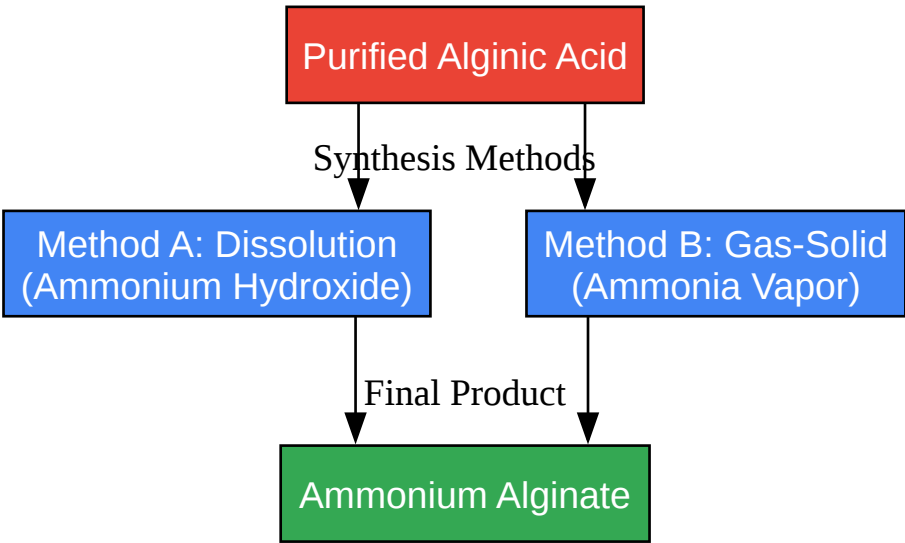 Purified Alginic Acid
Synthesis Methods
Method A: Dissolution
(Ammonium Hydroxide)
Method B: Gas-Solid
(Ammonia Vapor)
Final Product
Ammonium Alginate